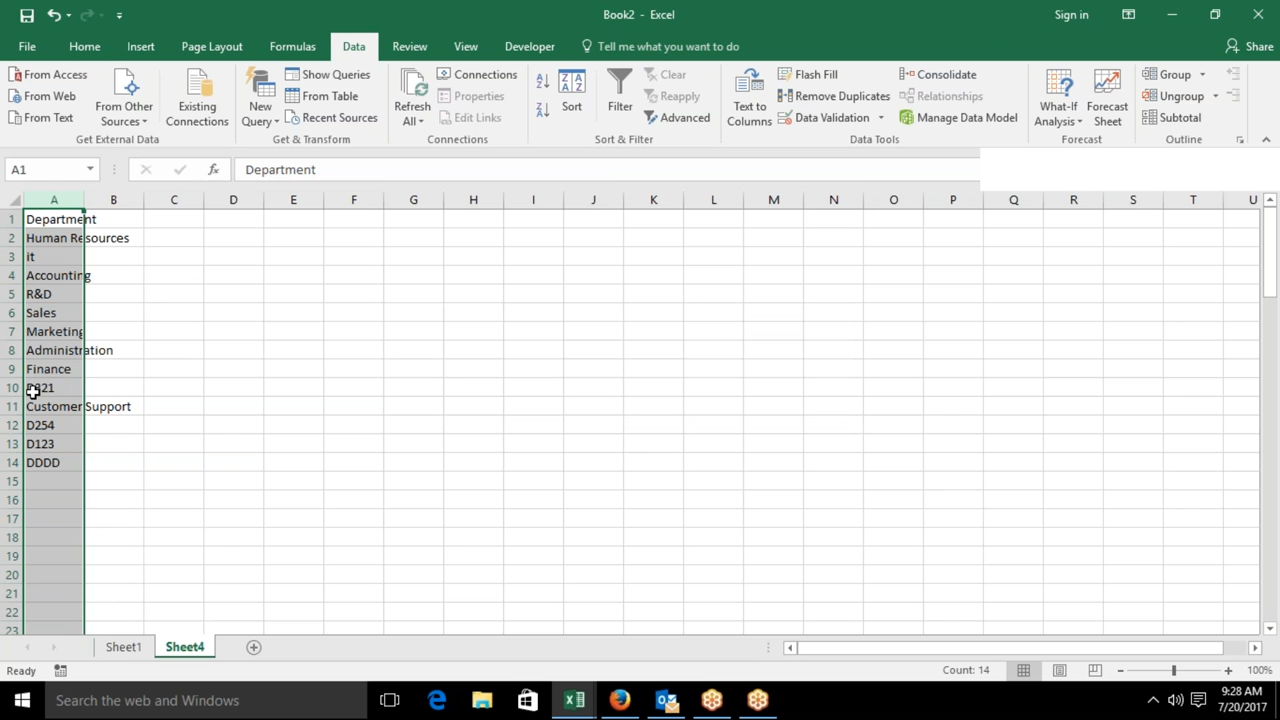 Book2 - Excel
Sign in
File Home Insert Page Layout Formulas Data Review View Developer Tell me what you want to do Share
From Access
From Web
From Text
From Other Sources
Existing Connections
Get External Data
New Query
Show Queries
From Table
Recent Sources
Get & Transform
Refresh All
Connections
Properties
Edit Links
Connections
A Z
Z A
Sort
Filter
Clear
Reapply
Advanced
Sort & Filter
Text to Columns
Flash Fill
Remove Duplicates
Data Validation
Consolidate
Relationships
Manage Data Model
Data Tools
What-If Analysis
Forecast Sheet
Forecast
Group
Ungroup
Subtotal
Outline
A1 fx Department
A B C D E F G H I J K L M N O P Q R S T U
1 Department
2 Human Resources
3 it
4 Accounting
5 R&D
6 Sales
7 Marketing
8 Administration
9 Finance
10 321
11 Customer Support
12 D254
13 D123
14 DDDD
15
16
17
18
19
20
21
22
23
Sheet1 Sheet4
Ready Count: 14 100%
Search the web and Windows
9:28 AM
7/20/2017